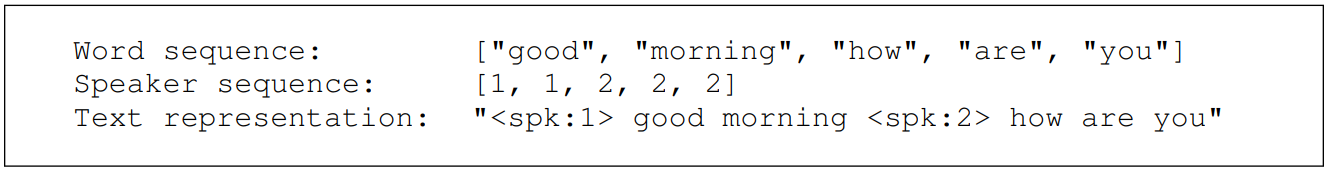 Word sequence: ["good", "morning", "how", "are", "you"]
Speaker sequence: [1, 1, 2, 2, 2]
Text representation: "<spk:1> good morning <spk:2> how are you"